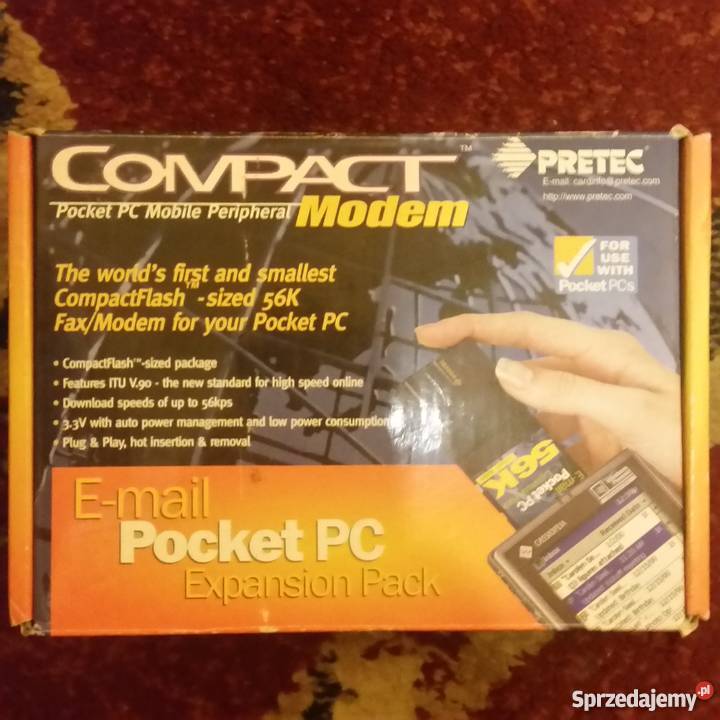 COMPACT™
Pocket PC Mobile Peripheral Modem
PRETEC®
E-mail: cardinfo@pretec.com
http://www.pretec.com
FOR
USE
WITH
Pocket PCs
The world's first and smallest
CompactFlash™-sized 56K
Fax/Modem for your Pocket PC
• CompactFlash™-sized package
• Features ITU V.90 - the new standard for high speed online
• Download speeds of up to 56kps
• 3.3V with auto power management and low power consumption
• Plug & Play, hot insertion & removal
56K
Pocket PC
E-mail
CASSIOPEIA
E-mail
Pocket PC
Expansion Pack
Sprzedajemy.pl